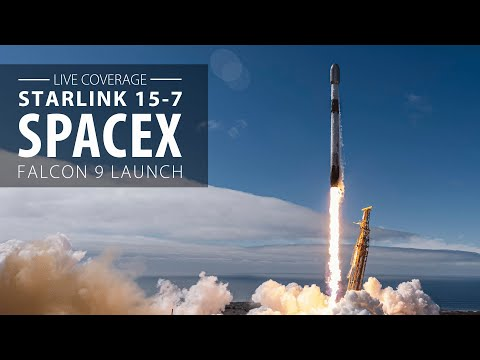 LIVE COVERAGE
STARLINK 15-7
SPACEX
FALCON 9 LAUNCH